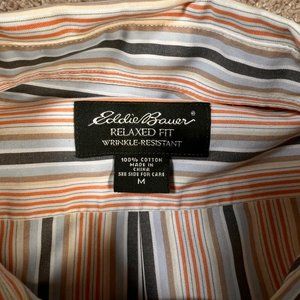 Eddie Bauer®
RELAXED FIT
WRINKLE-RESISTANT
100% COTTON
MADE IN
CHINA
SEE SIDE FOR CARE
M